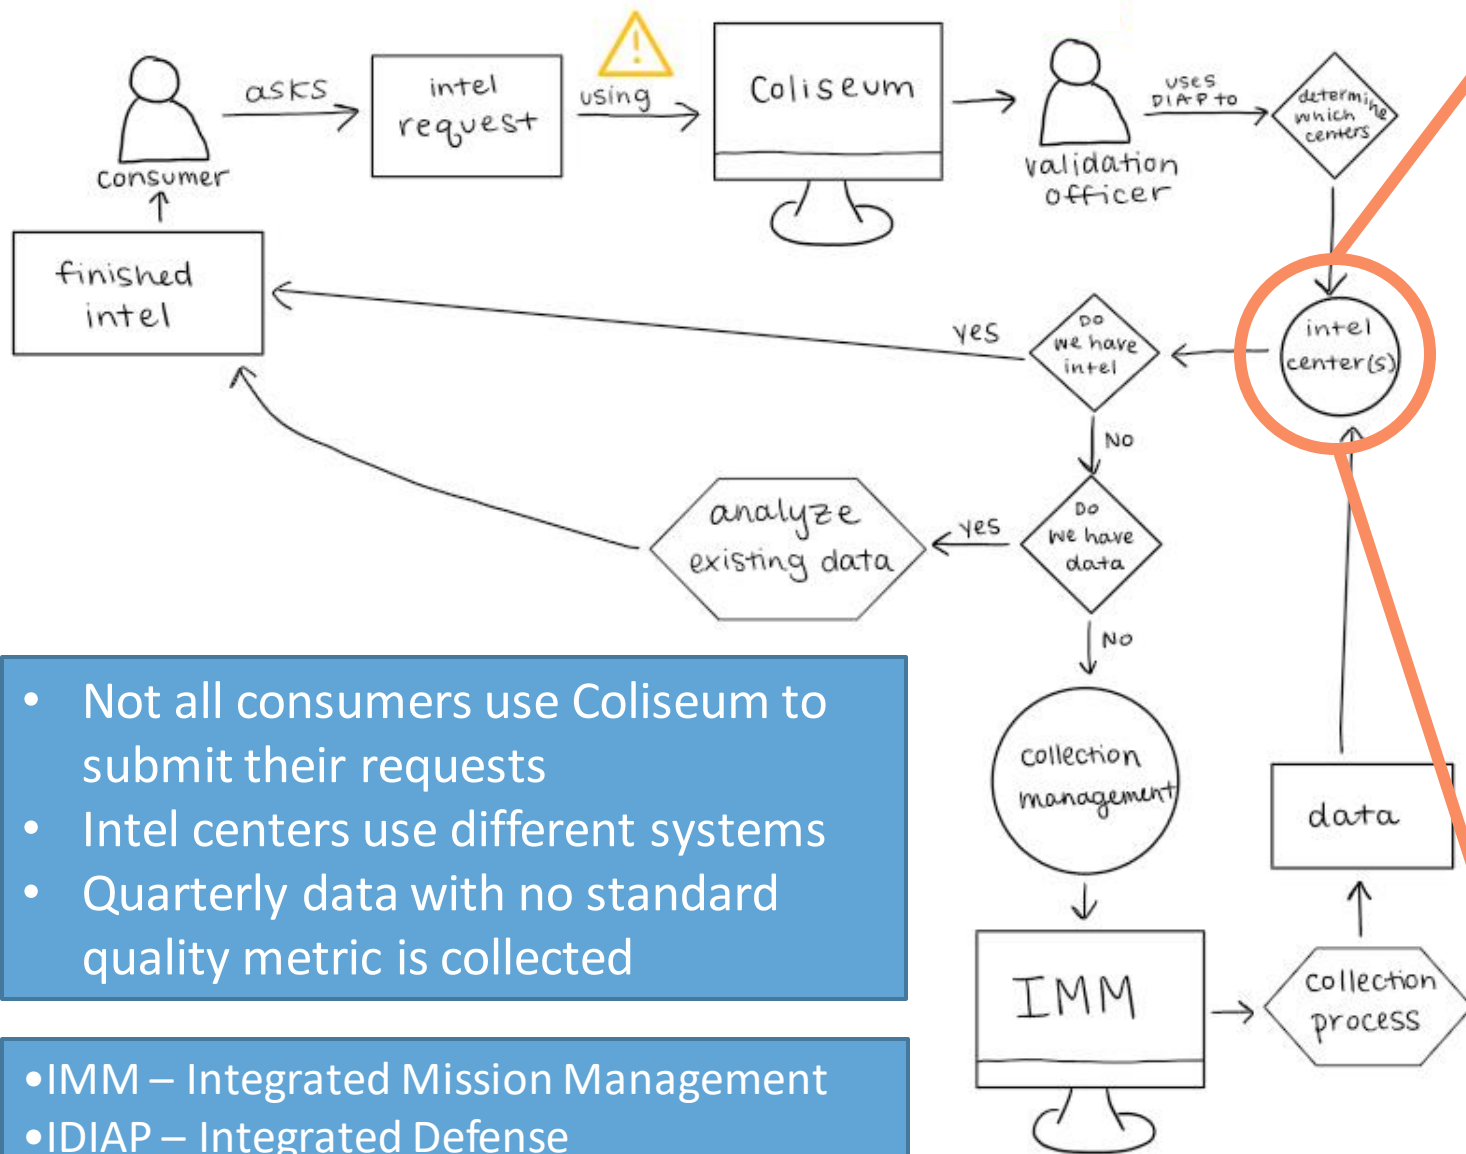 asks
intel
request
using
Coliseum
uses
DIAP to
determine
which
centers
consumer
validation
officer
finished
intel
yes
Do
we have
intel
intel
center(s)
No
analyze
existing data
yes
Do
we have
data
No
collection
management
data
IMM
collection
process
• Not all consumers use Coliseum to
submit their requests
• Intel centers use different systems
• Quarterly data with no standard
quality metric is collected
•IMM – Integrated Mission Management
•IDIAP – Integrated Defense